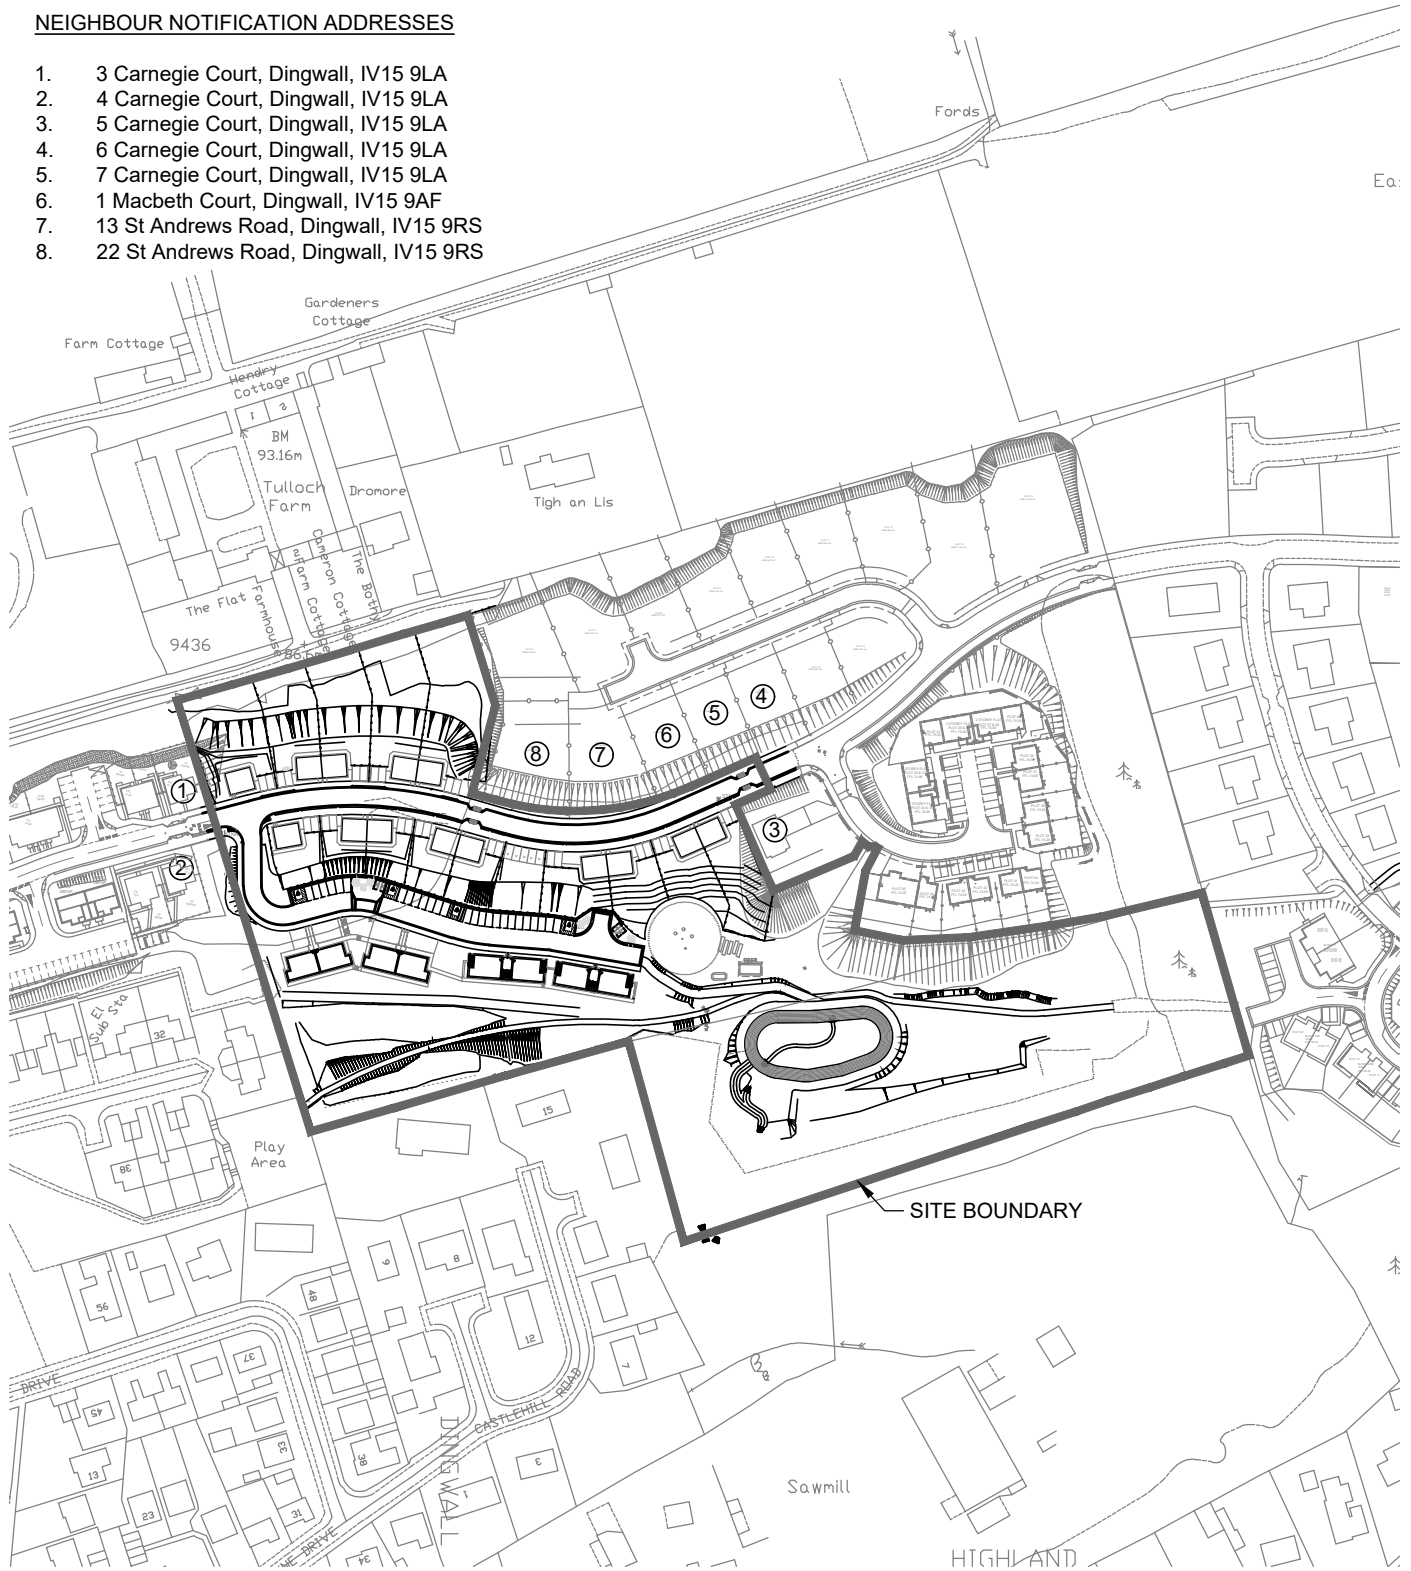 NEIGHBOUR NOTIFICATION ADDRESSES
1. 3 Carnegie Court, Dingwall, IV15 9LA
2. 4 Carnegie Court, Dingwall, IV15 9LA
3. 5 Carnegie Court, Dingwall, IV15 9LA
4. 6 Carnegie Court, Dingwall, IV15 9LA
5. 7 Carnegie Court, Dingwall, IV15 9LA
6. 1 Macbeth Court, Dingwall, IV15 9AF
7. 13 St Andrews Road, Dingwall, IV15 9RS
8. 22 St Andrews Road, Dingwall, IV15 9RS
Fords
Gardeners
Cottage
Farm Cottage
Hendry
Cottage
1
2
BM
93.16m
Tulloch
Farm
Dromore
Tigh an Lis
The Bothy
Cameron Cottage
2 Farm Cottage
Farmhouse
The Flat
9436
86.6m
4
5
6
7
8
1
2
3
El
Sub Sta
32
38
Play
Area
15
SITE BOUNDARY
56
48
9
8
12
7
37
DRIVE
45
13
23
33
31
38
34
DRIVE
CASTLEHILL ROAD
DINGWALL
1
3
Sawmill
HIGHLAND